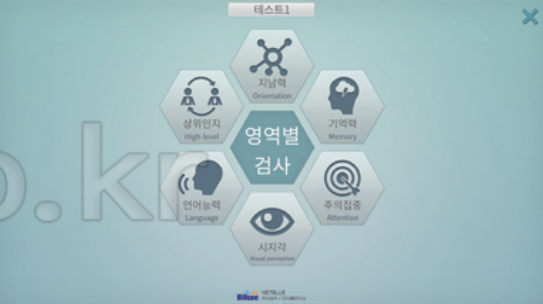 테스트1
지남력
Orientation
상위인지
High-level
기억력
Memory
영역별
검사
언어능력
Language
주의집중
Attention
시지각
Visual perception
o.kr
NETBLUE